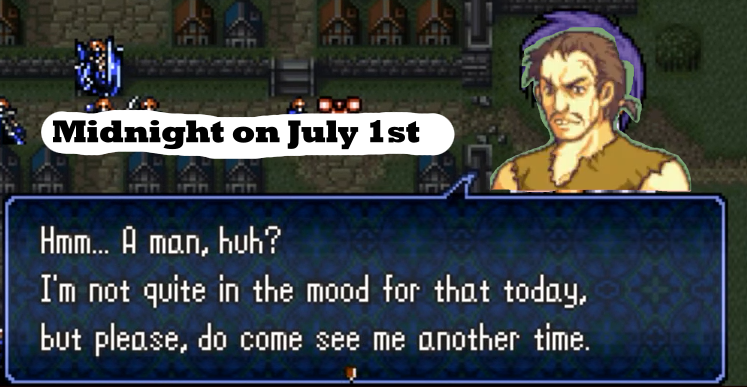 Midnight on July 1st
Hmm... A man, huh?
I'm not quite in the mood for that today,
but please, do come see me another time.